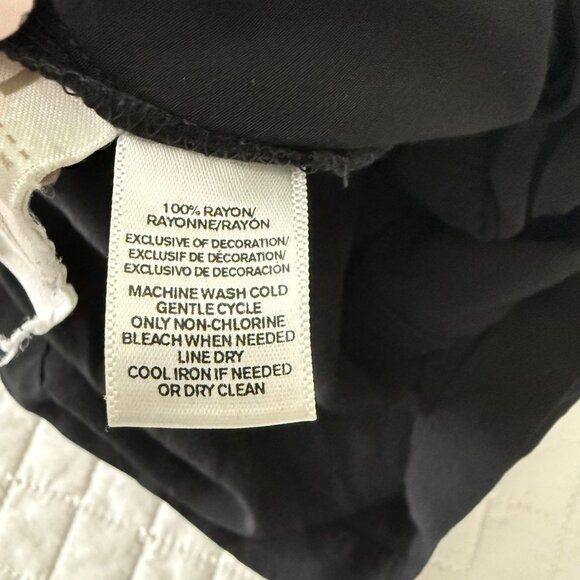 100% RAYON/
RAYONNE/RAYÓN
EXCLUSIVE OF DECORATION/
EXCLUSIF DE DÉCORATION/
EXCLUSIVO DE DECORACIÓN
MACHINE WASH COLD
GENTLE CYCLE
ONLY NON-CHLORINE
BLEACH WHEN NEEDED
LINE DRY
COOL IRON IF NEEDED
OR DRY CLEAN